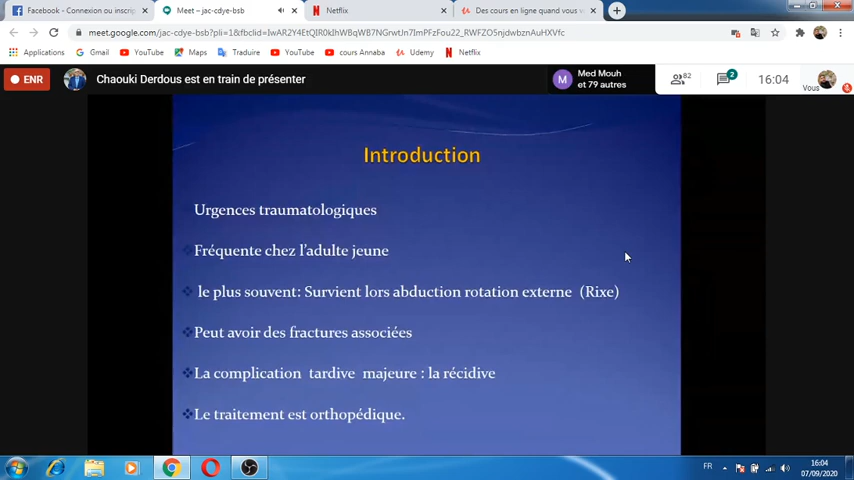 Facebook - Connexion ou inscrip
Meet – jac-cdye-bsb
Netflix
Des cours en ligne quand vous v
meet.google.com/jac-cdye-bsb?pli=1&fbclid=IwAR2Y4EtQIR0kIhWBqWB7NGrwtUn7ImPFzFou22_RWFZO5njdwbznAuHXVfc
Applications
Gmail
YouTube
Maps
Traduire
YouTube
cours Annaba
Udemy
Netflix
ENR
Chaouki Derdous est en train de présenter
M
Med Mouh
et 79 autres
82
2
16:04
Vous
Introduction
Urgences traumatologiques
Fréquente chez l'adulte jeune
le plus souvent: Survient lors abduction rotation externe (Rixe)
Peut avoir des fractures associées
La complication tardive majeure : la récidive
Le traitement est orthopédique.
FR
16:04
07/09/2020